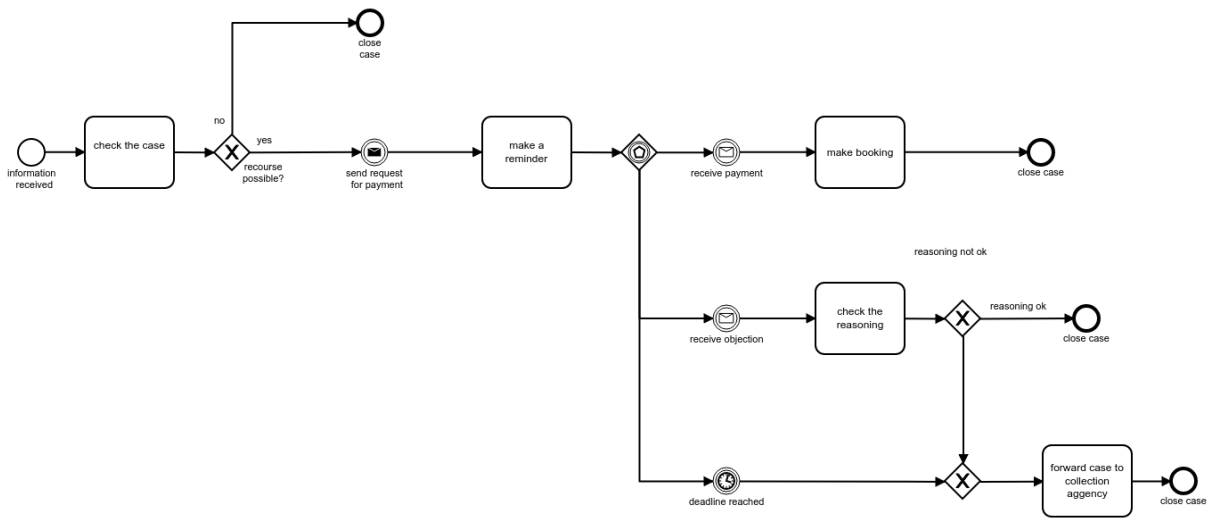 close
case
no
yes
check the case
information
received
recourse
possible?
send request
for payment
make a
reminder
receive payment
make booking
close case
reasoning not ok
receive objection
check the
reasoning
reasoning ok
close case
deadline reached
forward case to
collection
aggency
close case